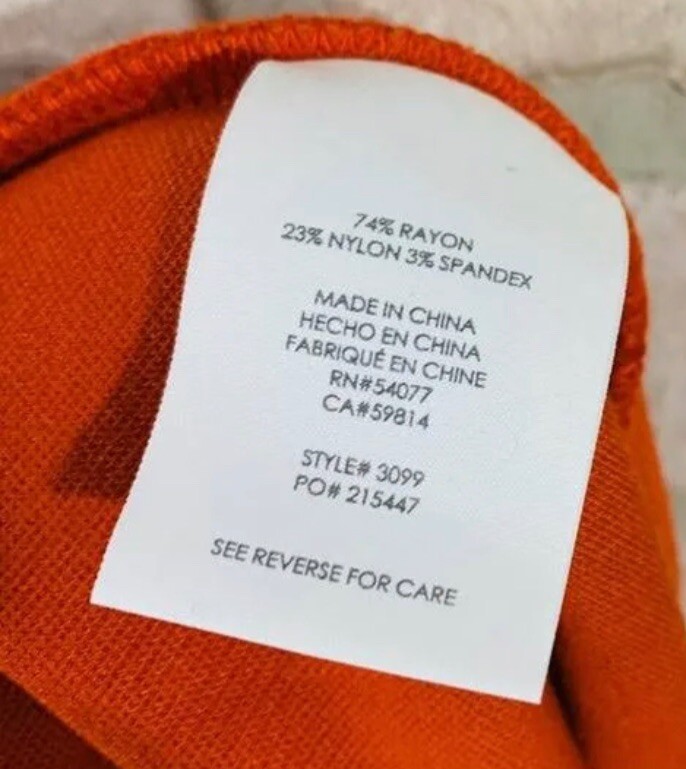 74% RAYON
23% NYLON 3% SPANDEX
MADE IN CHINA
HECHO EN CHINA
FABRIQUÉ EN CHINE
RN#54077
CA#59814
STYLE# 3099
PO# 215447
SEE REVERSE FOR CARE